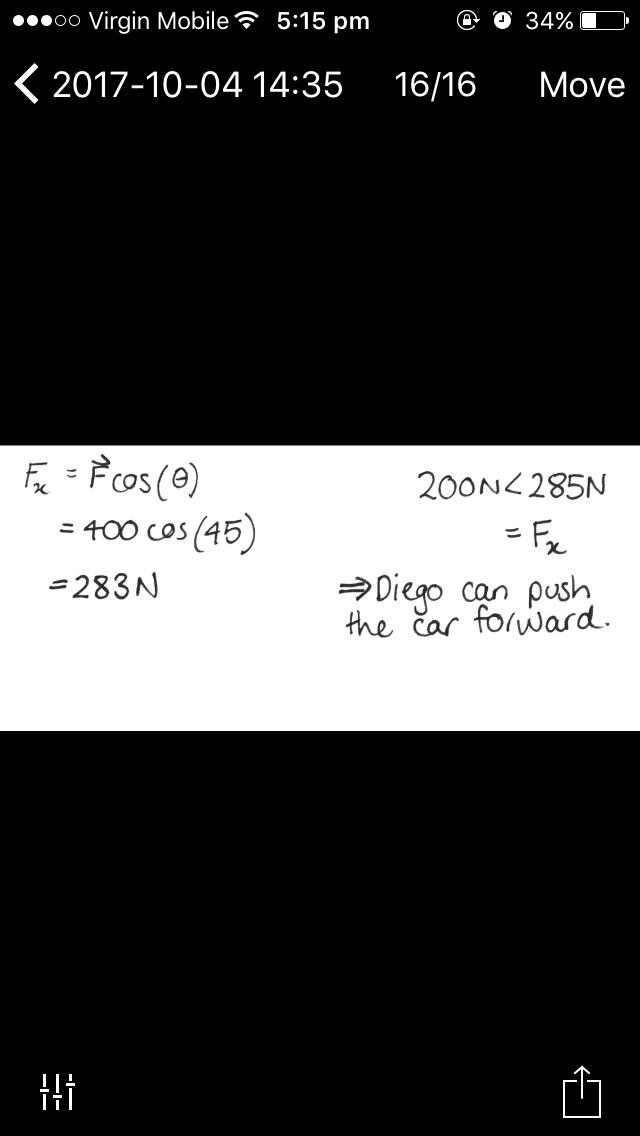 Virgin Mobile 5:15 pm 34%
2017-10-04 14:35 16/16 Move
Fx = F⃗cos(θ)
= 400 cos(45)
= 283N
200N < 285N
= Fx
⇒ Diego can push
the car forward.